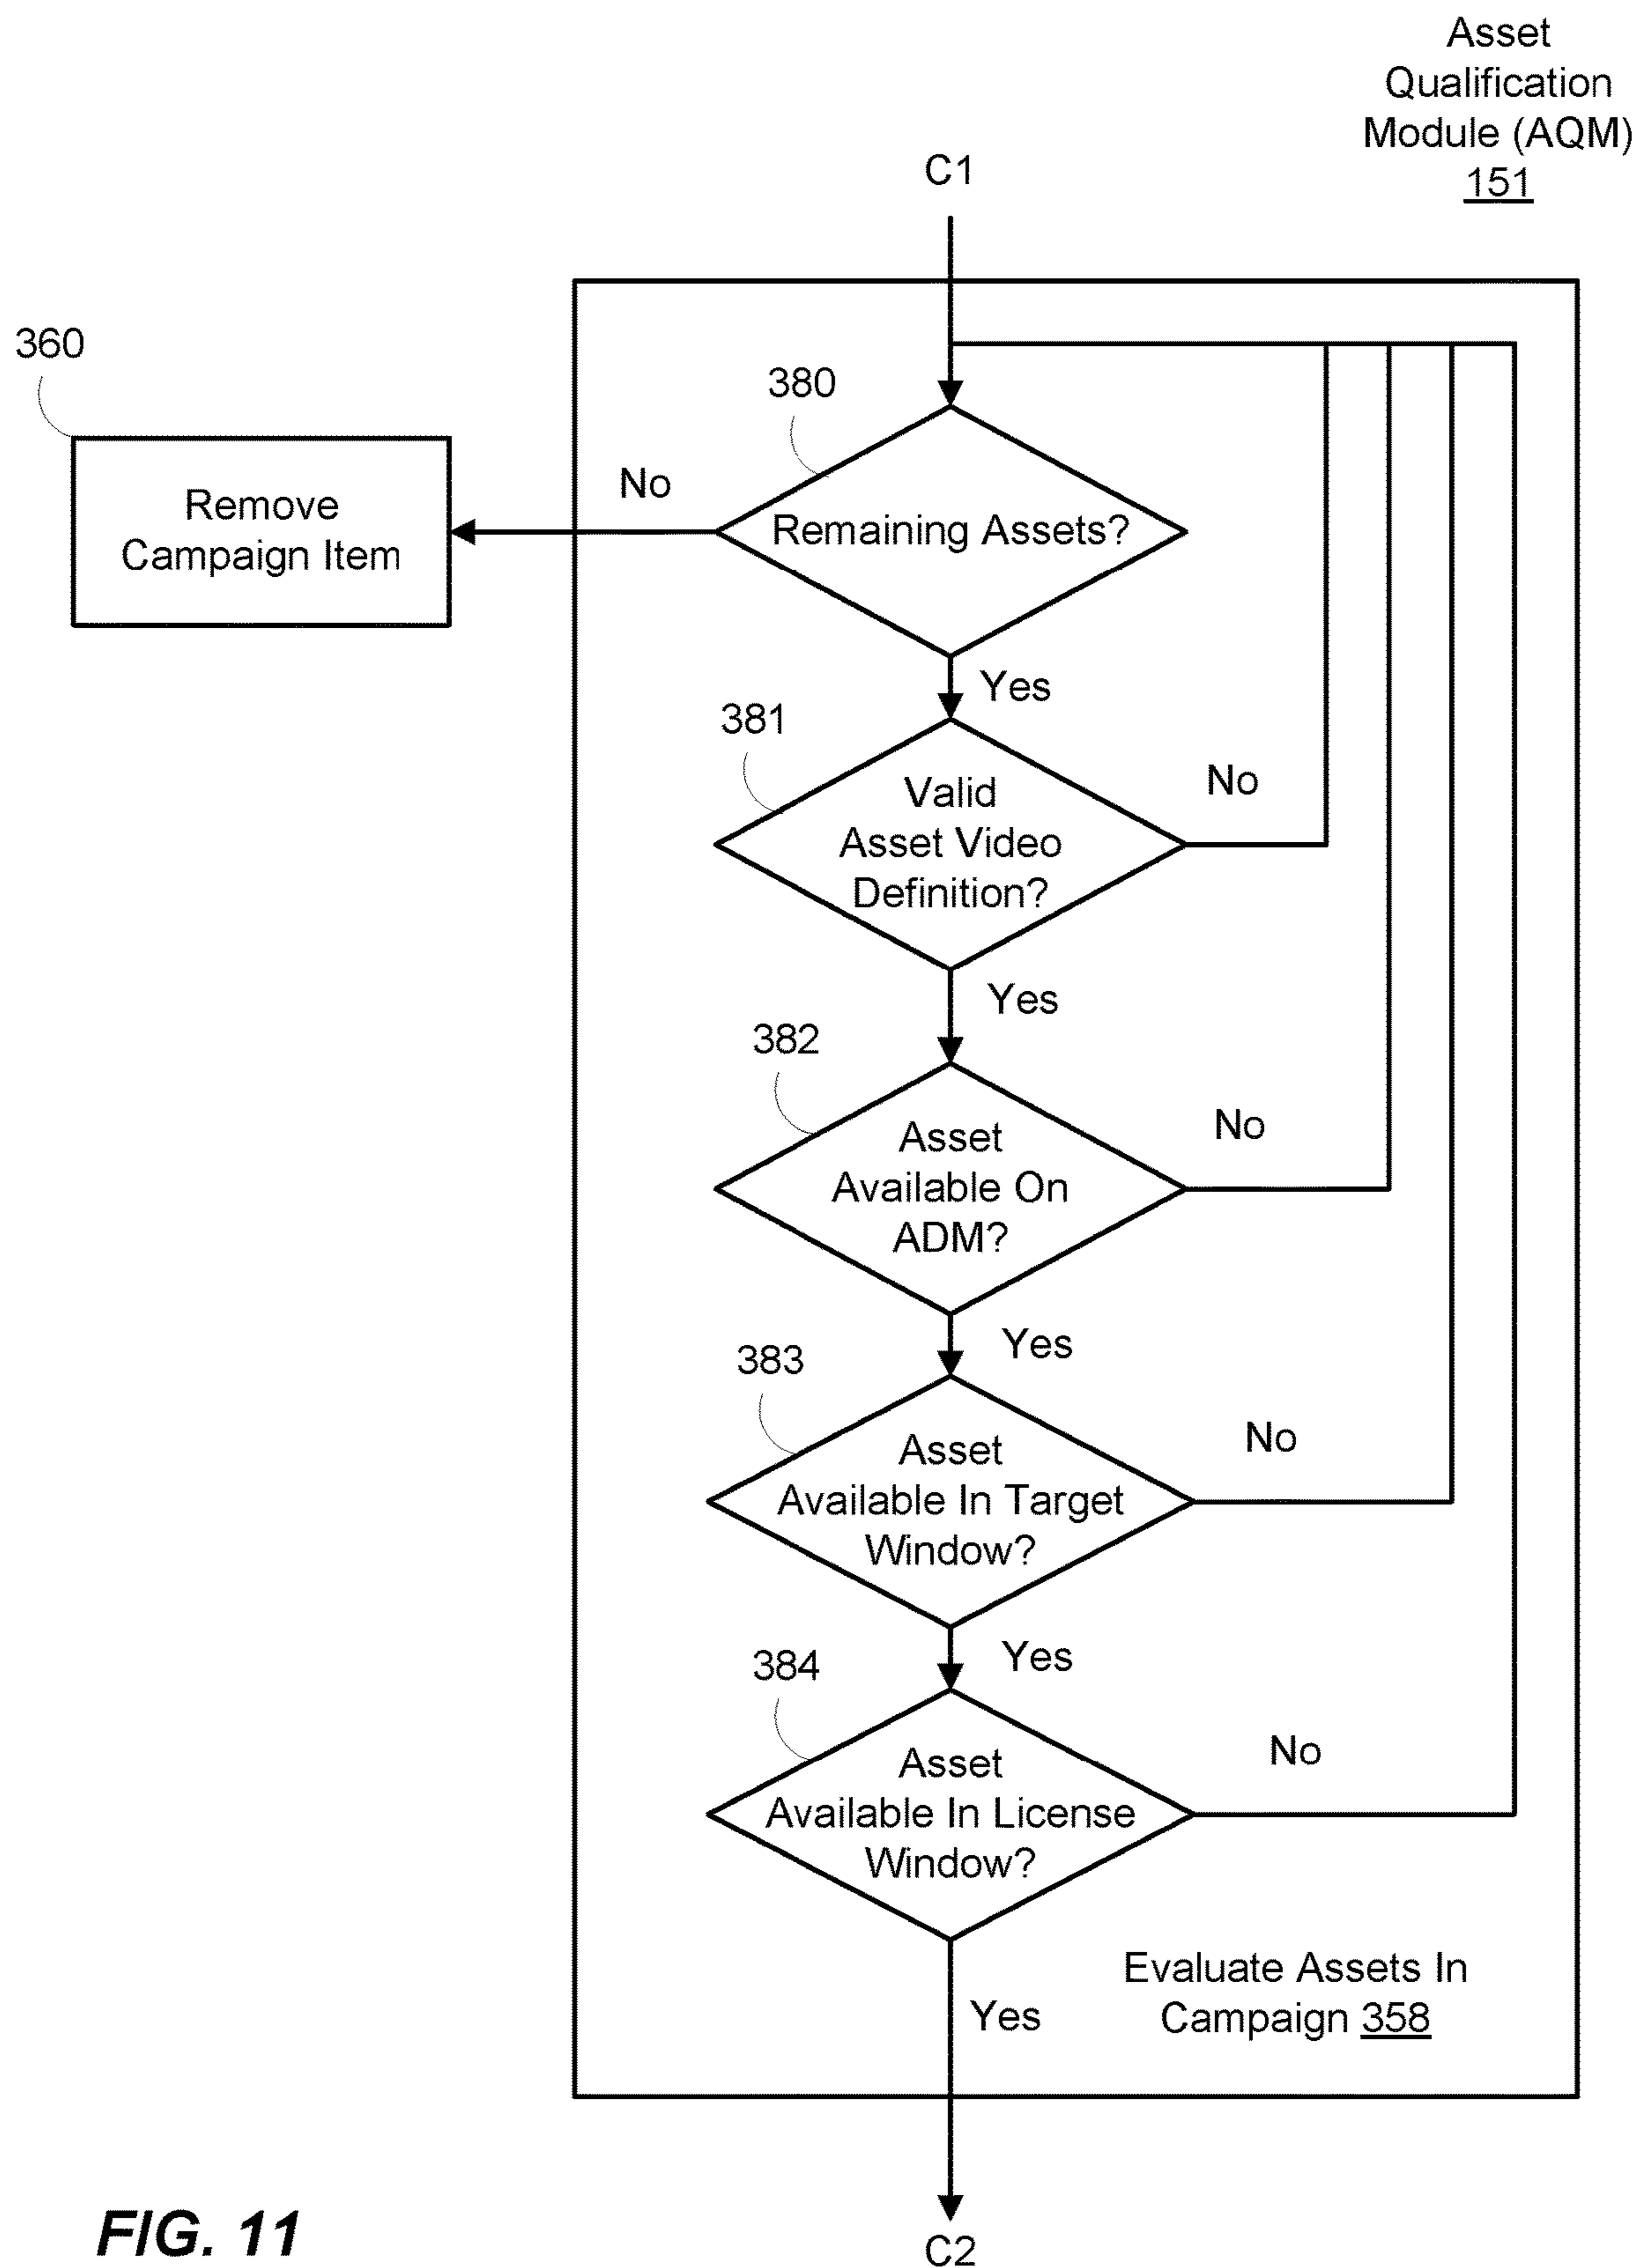 Asset
Qualification
Module (AQM)
151
C1
360
380
No
Remove
Campaign Item
Remaining Assets?
Yes
381
Valid
Asset Video
Definition?
No
Yes
382
Asset
Available On
ADM?
No
Yes
383
Asset
Available In Target
Window?
No
Yes
384
Asset
Available In License
Window?
No
Evaluate Assets In
Campaign 358
Yes
FIG. 11
C2